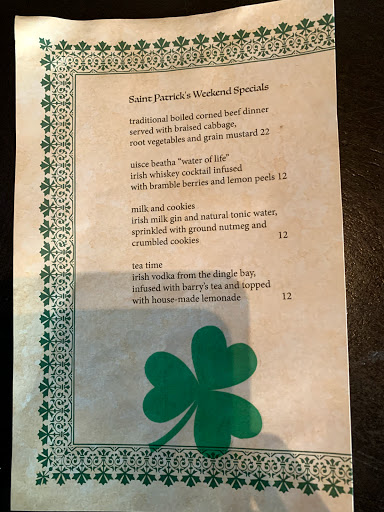 Saint Patrick's Weekend Specials
traditional boiled corned beef dinner
served with braised cabbage,
root vegetables and grain mustard 22
uisce beatha "water of life"
irish whiskey cocktail infused
with bramble berries and lemon peels 12
milk and cookies
irish milk gin and natural tonic water,
sprinkled with ground nutmeg and
crumbled cookies 12
tea time
irish vodka from the dingle bay,
infused with barry's tea and topped
with house-made lemonade 12